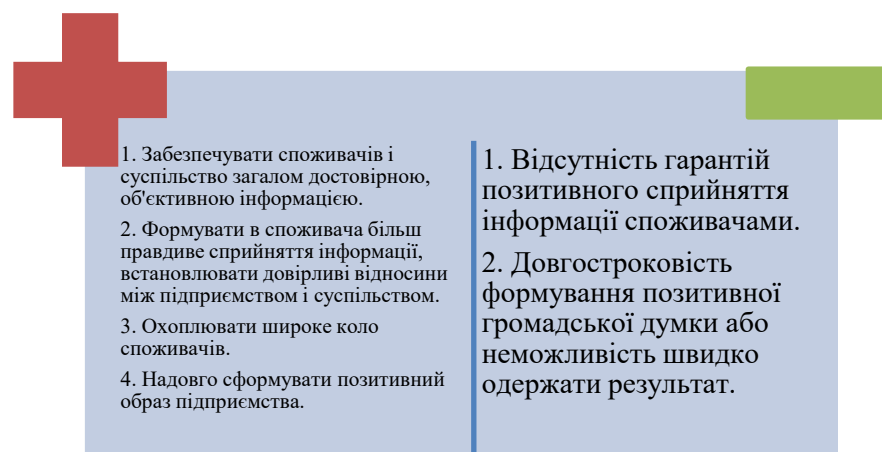 1. Забезпечувати споживачів і
суспільство загалом достовірною,
об'єктивною інформацією.
2. Формувати в споживача більш
правдиве сприйняття інформації,
встановлювати довірливі відносини
між підприємством і суспільством.
3. Охоплювати широке коло
споживачів.
4. Надовго сформувати позитивний
образ підприємства.
1. Відсутність гарантій
позитивного сприйняття
інформації споживачами.
2. Довгостроковість
формування позитивної
громадської думки або
неможливість швидко
одержати результат.